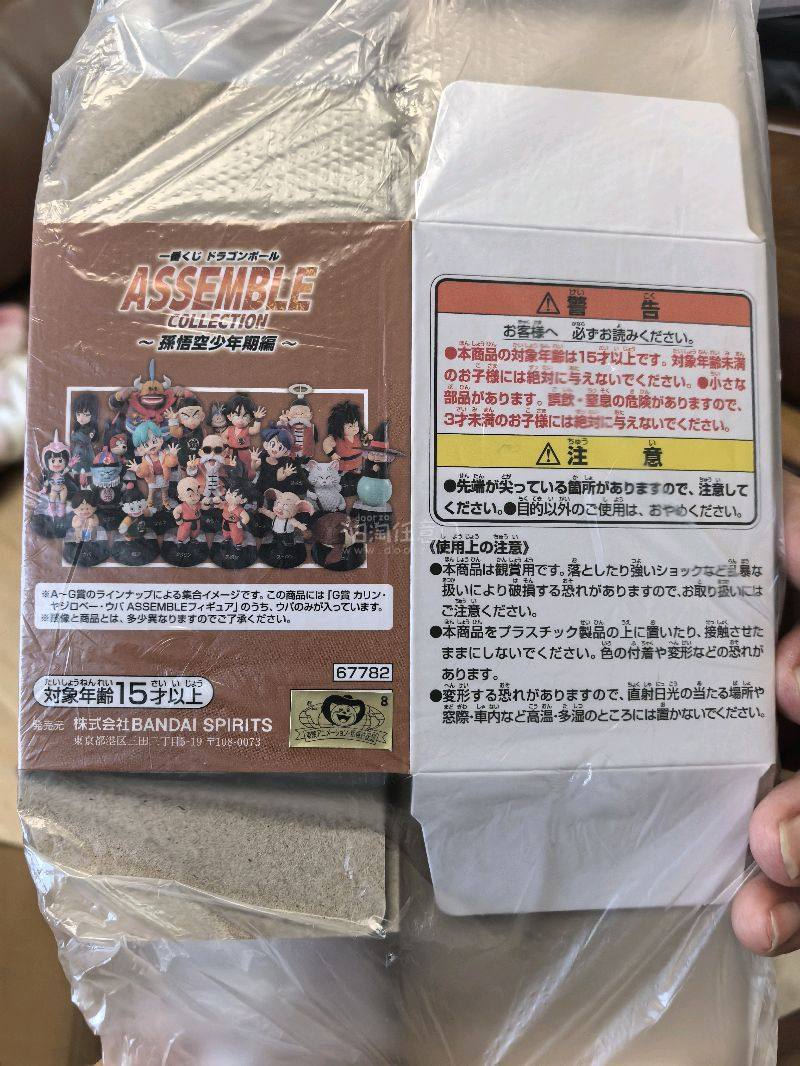 一番くじ ドラゴンボール
ASSEMBLE
COLLECTION
～ 孫悟空少年期編 ～
※A～G賞のラインナップによる集合イメージです。この商品には「G賞 カリン・
ヤジロベー・ウパ ASSEMBLEフィギュア」のうち、ウパのみが入っています。
※画像と商品とは、多少異なりますのでご了承ください。
67782
対象年齢15才以上
発売元 株式会社BANDAI SPIRITS
東京都港区三田三丁目5-19 〒108-0073
8
警告
お客様へ 必ずお読みください。
●本商品の対象年齢は15才以上です。対象年齢未満
のお子様には絶対に与えないでください。●小さな
部品があります。誤飲・窒息の危険がありますので、
3才未満のお子様には絶対に与えないでください。
注意
●先端が尖っている箇所がありますので、注意して
ください。●目的以外のご使用は、おやめください。
《使用上の注意》
●本商品は観賞用です。落としたり強いショックなど乱暴な
扱いにより破損する恐れがありますので、お取り扱いには
ご注意ください。
●本商品をプラスチック製品の上に置いたり、接触させた
ままにしないでください。色の付着や変形などの恐れが
あります。
●変形する恐れがありますので、直射日光の当たる場所や
窓際・車内など高温・多湿のところには置かないでください。